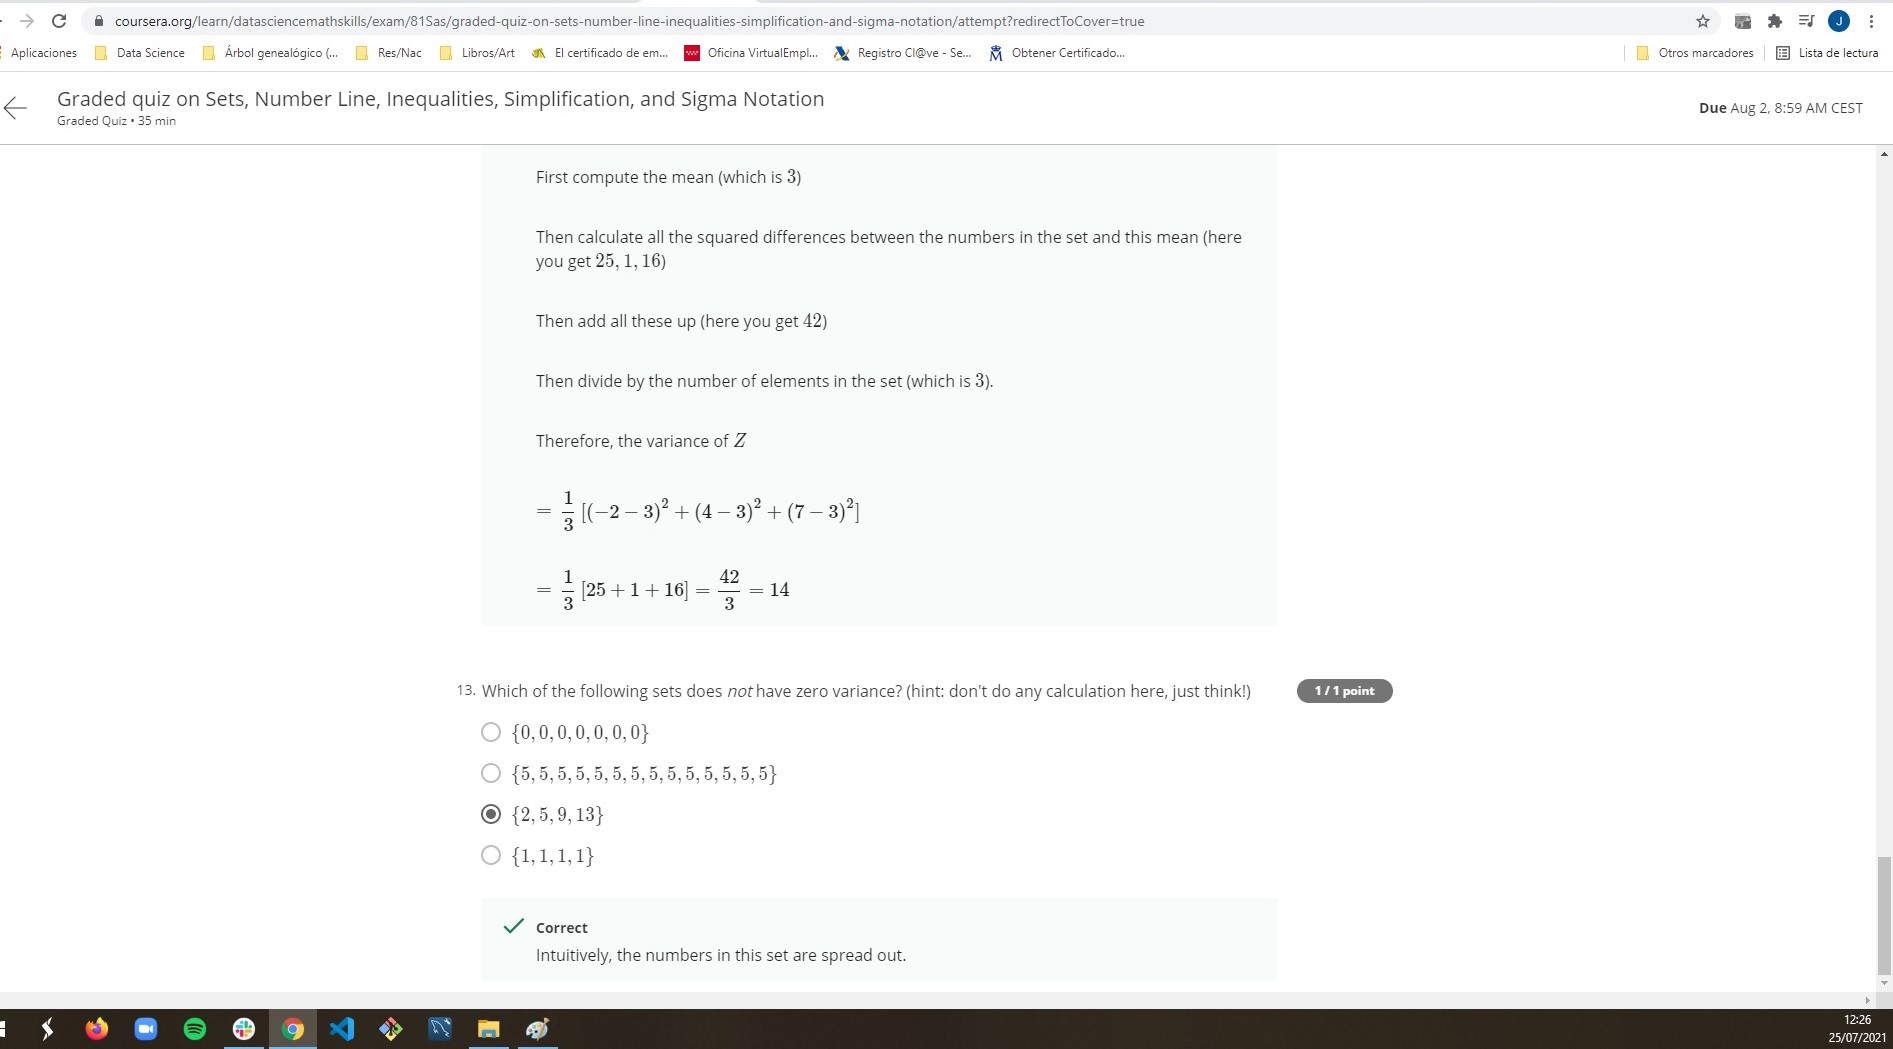 coursera.org/learn/datasciencemathskills/exam/81Sas/graded-quiz-on-sets-number-line-inequalities-simplification-and-sigma-notation/attempt?redirectToCover=true
J
Aplicaciones Data Science Árbol genealógico (... Res/Nac Libros/Art El certificado de em... Oficina VirtualEmpl... Registro Cl@ve - Se... Obtener Certificado... Otros marcadores Lista de lectura
Graded quiz on Sets, Number Line, Inequalities, Simplification, and Sigma Notation
Graded Quiz • 35 min
Due Aug 2, 8:59 AM CEST
First compute the mean (which is 3)
Then calculate all the squared differences between the numbers in the set and this mean (here
you get 25, 1, 16)
Then add all these up (here you get 42)
Then divide by the number of elements in the set (which is 3).
Therefore, the variance of Z
= 1/3 [(−2 − 3)² + (4 − 3)² + (7 − 3)²]
= 1/3 [25 + 1 + 16] = 42/3 = 14
13. Which of the following sets does not have zero variance? (hint: don't do any calculation here, just think!)
1 / 1 point
{0, 0, 0, 0, 0, 0, 0}
{5, 5, 5, 5, 5, 5, 5, 5, 5, 5, 5, 5, 5, 5}
{2, 5, 9, 13}
{1, 1, 1, 1}
Correct
Intuitively, the numbers in this set are spread out.
12:26
25/07/2021